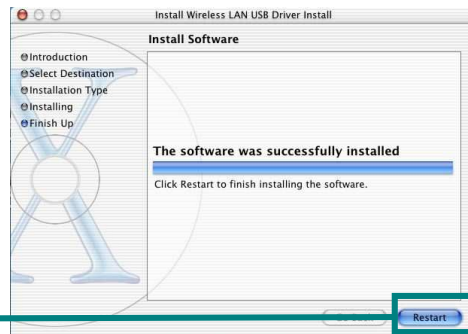 Install Wireless LAN USB Driver Install
Install Software
Introduction
Select Destination
Installation Type
Installing
Finish Up
The software was successfully installed
Click Restart to finish installing the software.
Restart